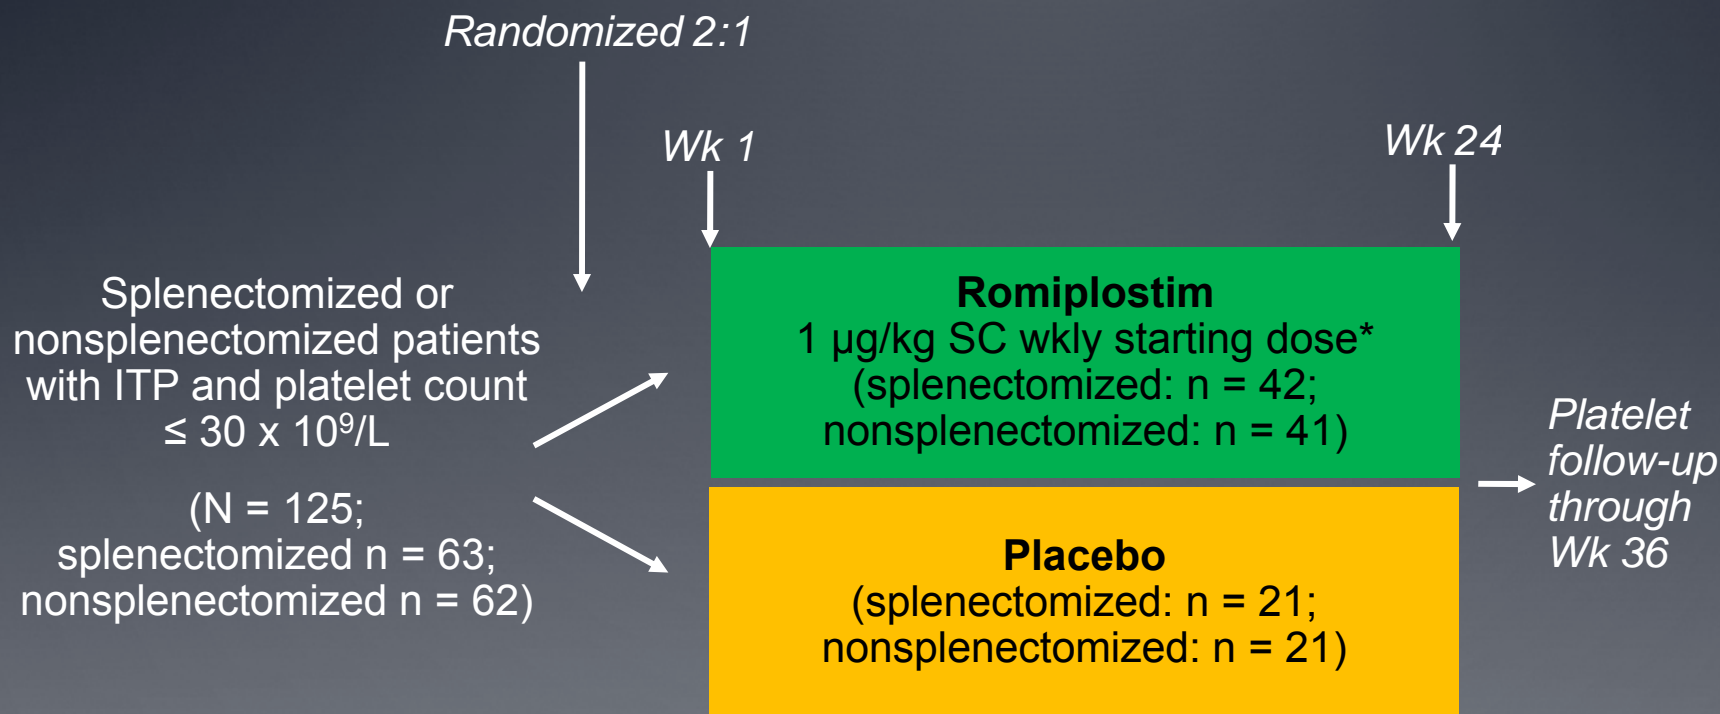 Randomized 2:1
Wk 1
Wk 24
Splenectomized or
nonsplenectomized patients
with ITP and platelet count
≤ 30 x 10⁹/L
(N = 125;
splenectomized n = 63;
nonsplenectomized n = 62)
Romiplostim
1 µg/kg SC wkly starting dose*
(splenectomized: n = 42;
nonsplenectomized: n = 41)
Placebo
(splenectomized: n = 21;
nonsplenectomized: n = 21)
Platelet
follow-up
through
Wk 36